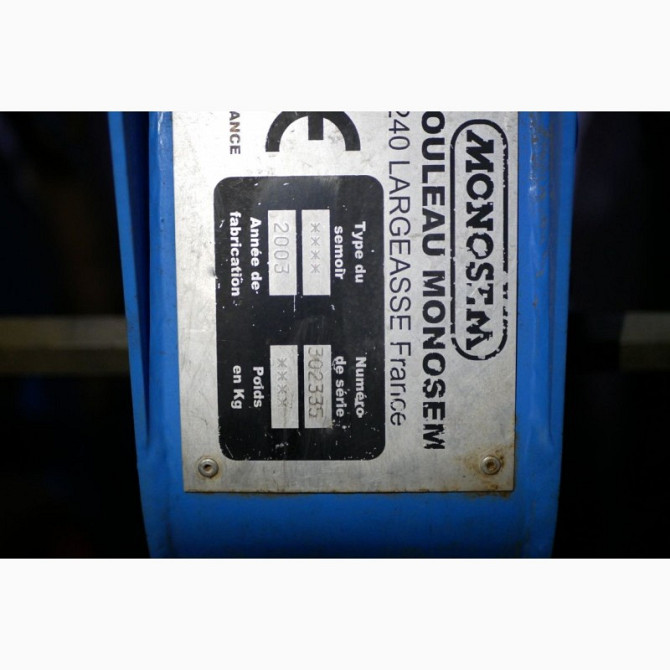 MONOSEM
OULEAU MONOSEM
240 LARGEASSE France
Type du
semoir
****
Numéro
de série
302335
Année de
fabrication
2003
Poids
en Kg
****
CE
ANCE